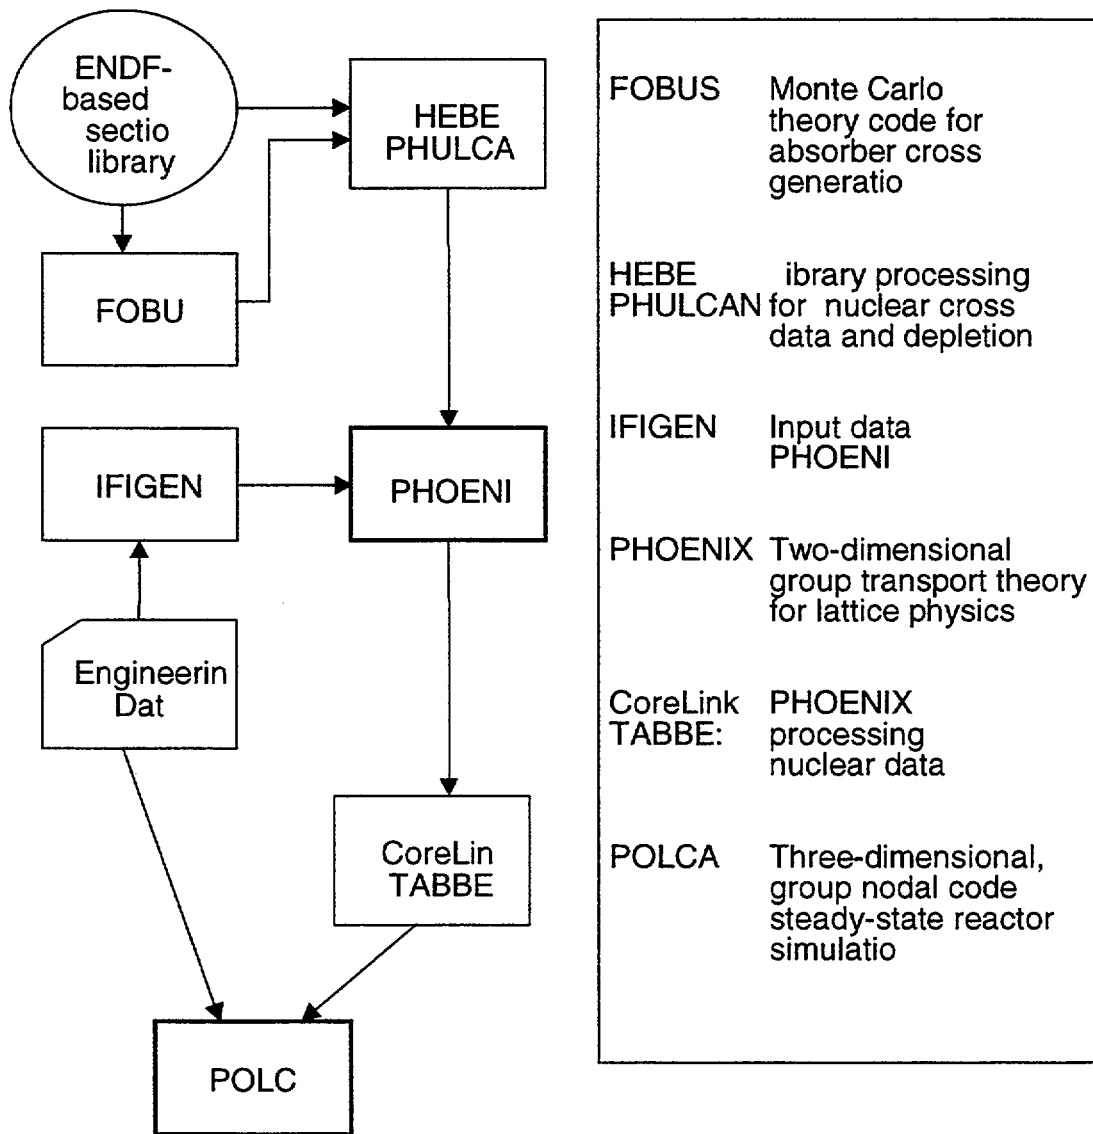 ENDF-
based
sectio
library
HEBE
PHULCA
FOBU
IFIGEN
PHOENI
Engineerin
Dat
CoreLin
TABBE
POLC
FOBUS Monte Carlo
theory code for
absorber cross
generatio
HEBE ibrary processing
PHULCAN for nuclear cross
data and depletion
IFIGEN Input data
PHOENI
PHOENIX Two-dimensional
group transport theory
for lattice physics
CoreLink PHOENIX
TABBE: processing
nuclear data
POLCA Three-dimensional,
group nodal code
steady-state reactor
simulatio